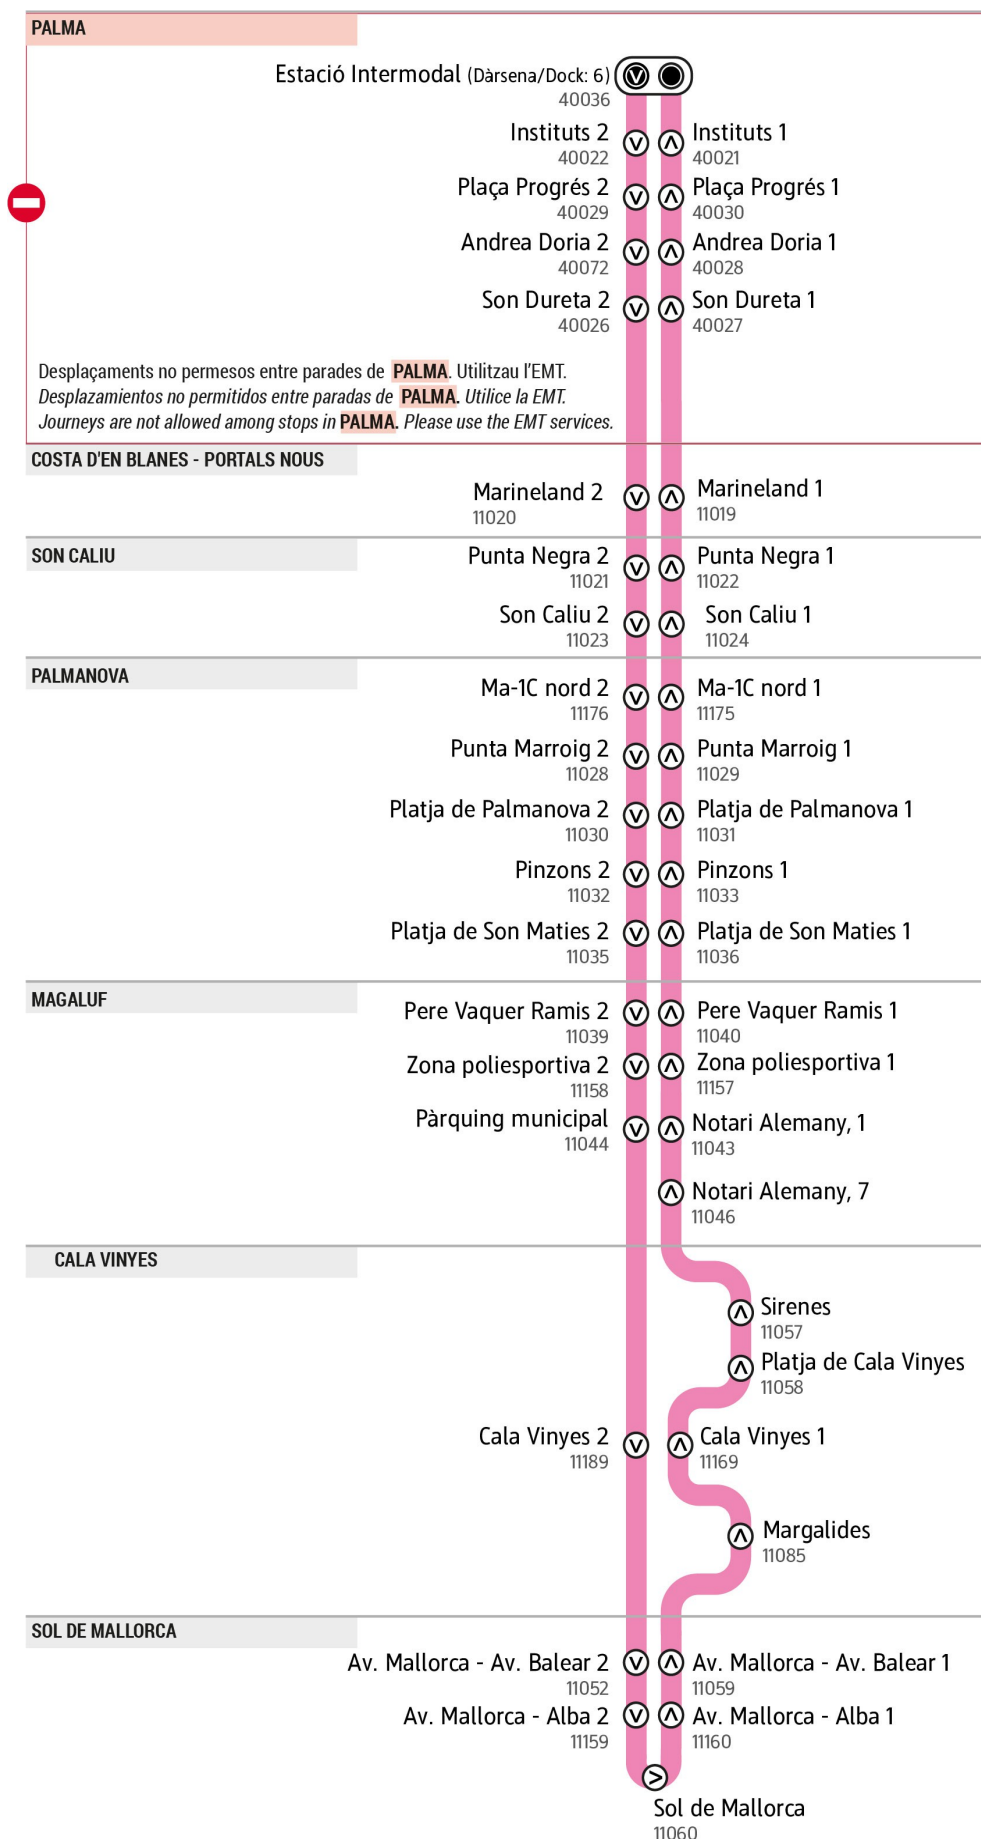 PALMA
Estació Intermodal (Dàrsena/Dock: 6)
40036
Instituts 2
40022
Instituts 1
40021
Plaça Progrés 2
40029
Plaça Progrés 1
40030
Andrea Doria 2
40072
Andrea Doria 1
40028
Son Dureta 2
40026
Son Dureta 1
40027
Desplaçaments no permesos entre parades de PALMA. Utilitzau l'EMT.
Desplazamientos no permitidos entre paradas de PALMA. Utilice la EMT.
Journeys are not allowed among stops in PALMA. Please use the EMT services.
COSTA D'EN BLANES - PORTALS NOUS
Marineland 2
11020
Marineland 1
11019
SON CALIU
Punta Negra 2
11021
Punta Negra 1
11022
Son Caliu 2
11023
Son Caliu 1
11024
PALMANOVA
Ma-1C nord 2
11176
Ma-1C nord 1
11175
Punta Marroig 2
11028
Punta Marroig 1
11029
Platja de Palmanova 2
11030
Platja de Palmanova 1
11031
Pinzons 2
11032
Pinzons 1
11033
Platja de Son Maties 2
11035
Platja de Son Maties 1
11036
MAGALUF
Pere Vaquer Ramis 2
11039
Pere Vaquer Ramis 1
11040
Zona poliesportiva 2
11158
Zona poliesportiva 1
11157
Pàrquing municipal
11044
Notari Alemany, 1
11043
Notari Alemany, 7
11046
CALA VINYES
Sirenes
11057
Platja de Cala Vinyes
11058
Cala Vinyes 2
11189
Cala Vinyes 1
11169
Margalides
11085
SOL DE MALLORCA
Av. Mallorca - Av. Balear 2
11052
Av. Mallorca - Av. Balear 1
11059
Av. Mallorca - Alba 2
11159
Av. Mallorca - Alba 1
11160
Sol de Mallorca
11060